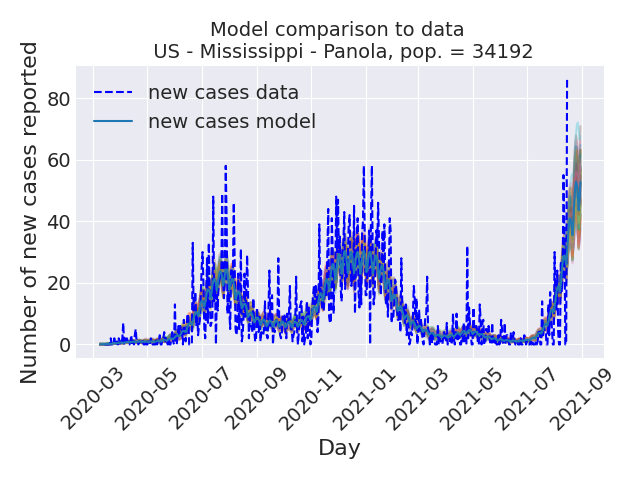 Model comparison to data
US - Mississippi - Panola, pop. = 34192
Number of new cases reported
80
60
40
20
0
new cases data
new cases model
2020-03
2020-05
2020-07
2020-09
2020-11
2021-01
2021-03
2021-05
2021-07
2021-09
Day